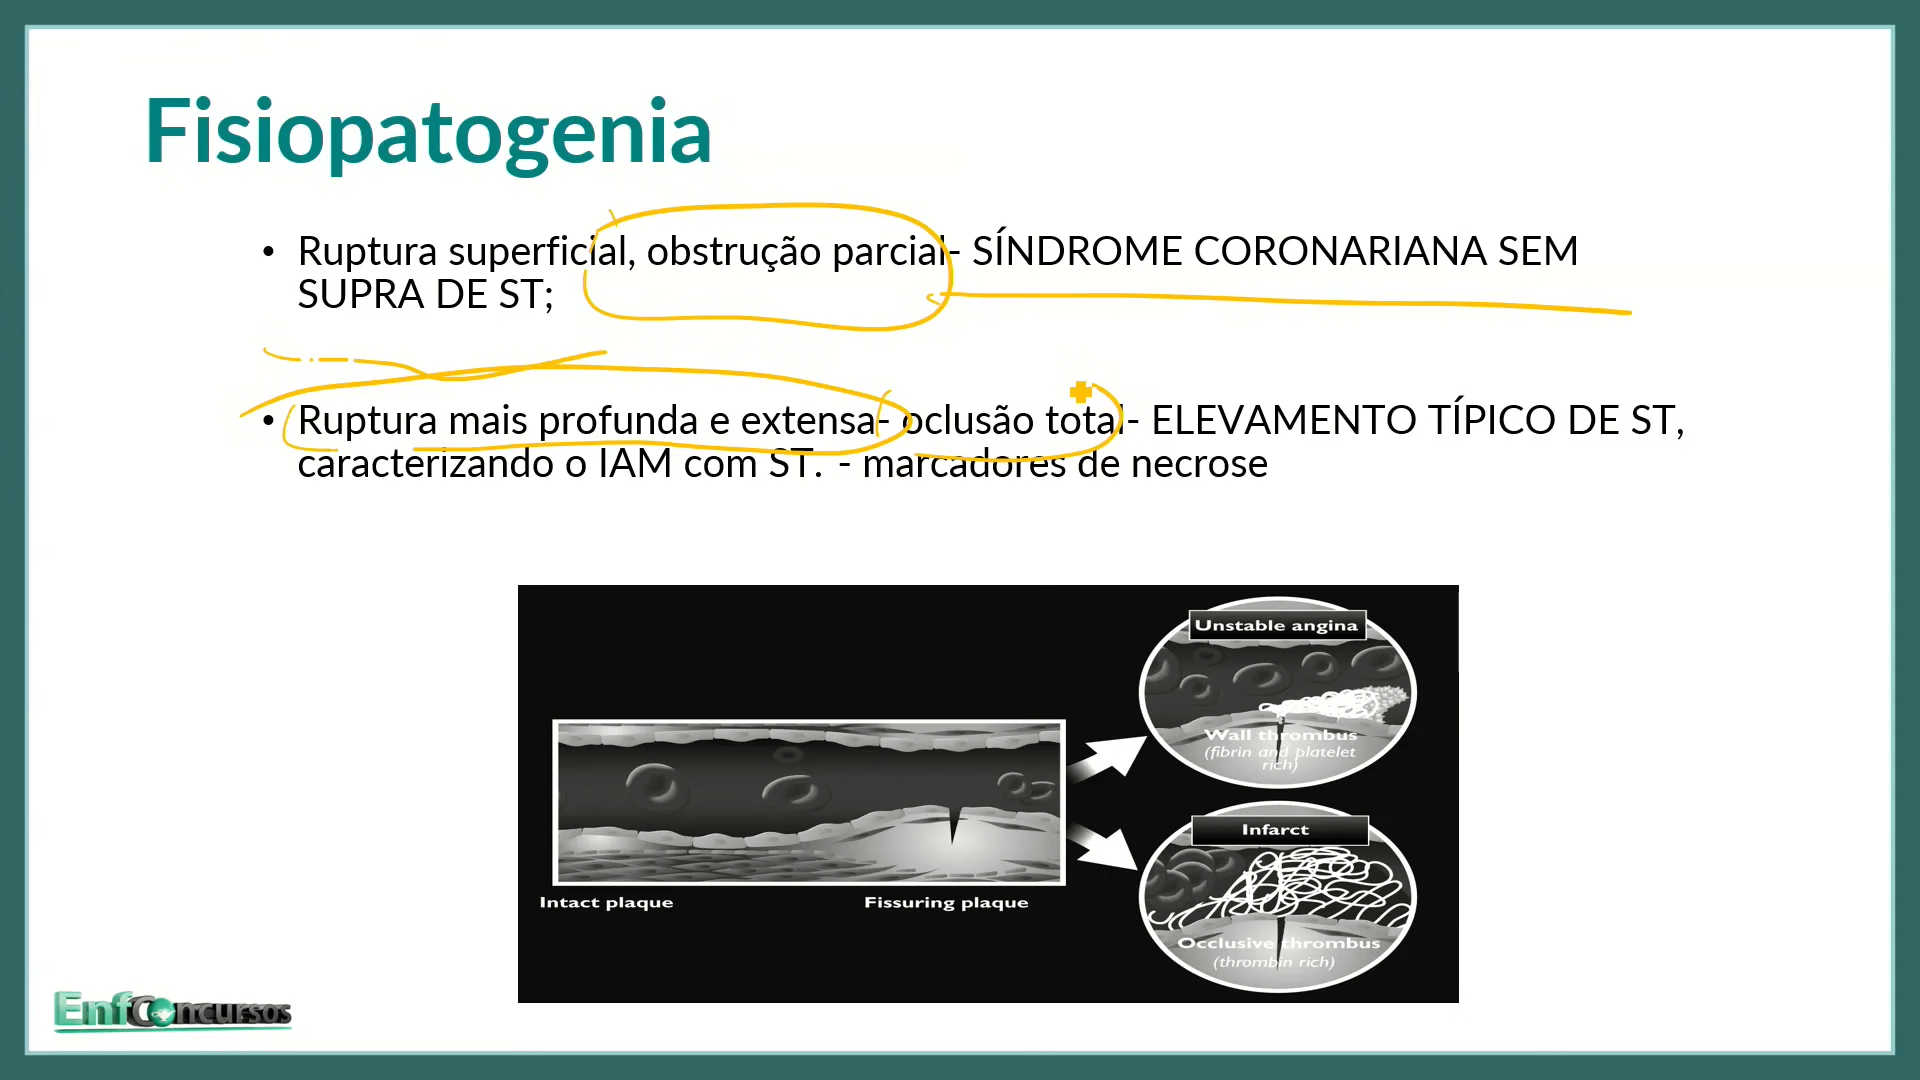 Fisiopatogenia
• Ruptura superficial, obstrução parcial- SÍNDROME CORONARIANA SEM
SUPRA DE ST;
• Ruptura mais profunda e extensa- oclusão total- ELEVAMENTO TÍPICO DE ST,
caracterizando o IAM com ST. - marcadores de necrose
Unstable angina
Wall thrombus
(fibrin and platelet
rich)
Infarct
Intact plaque
Fissuring plaque
Occlusive thrombus
(thrombin rich)
EnfConcursos